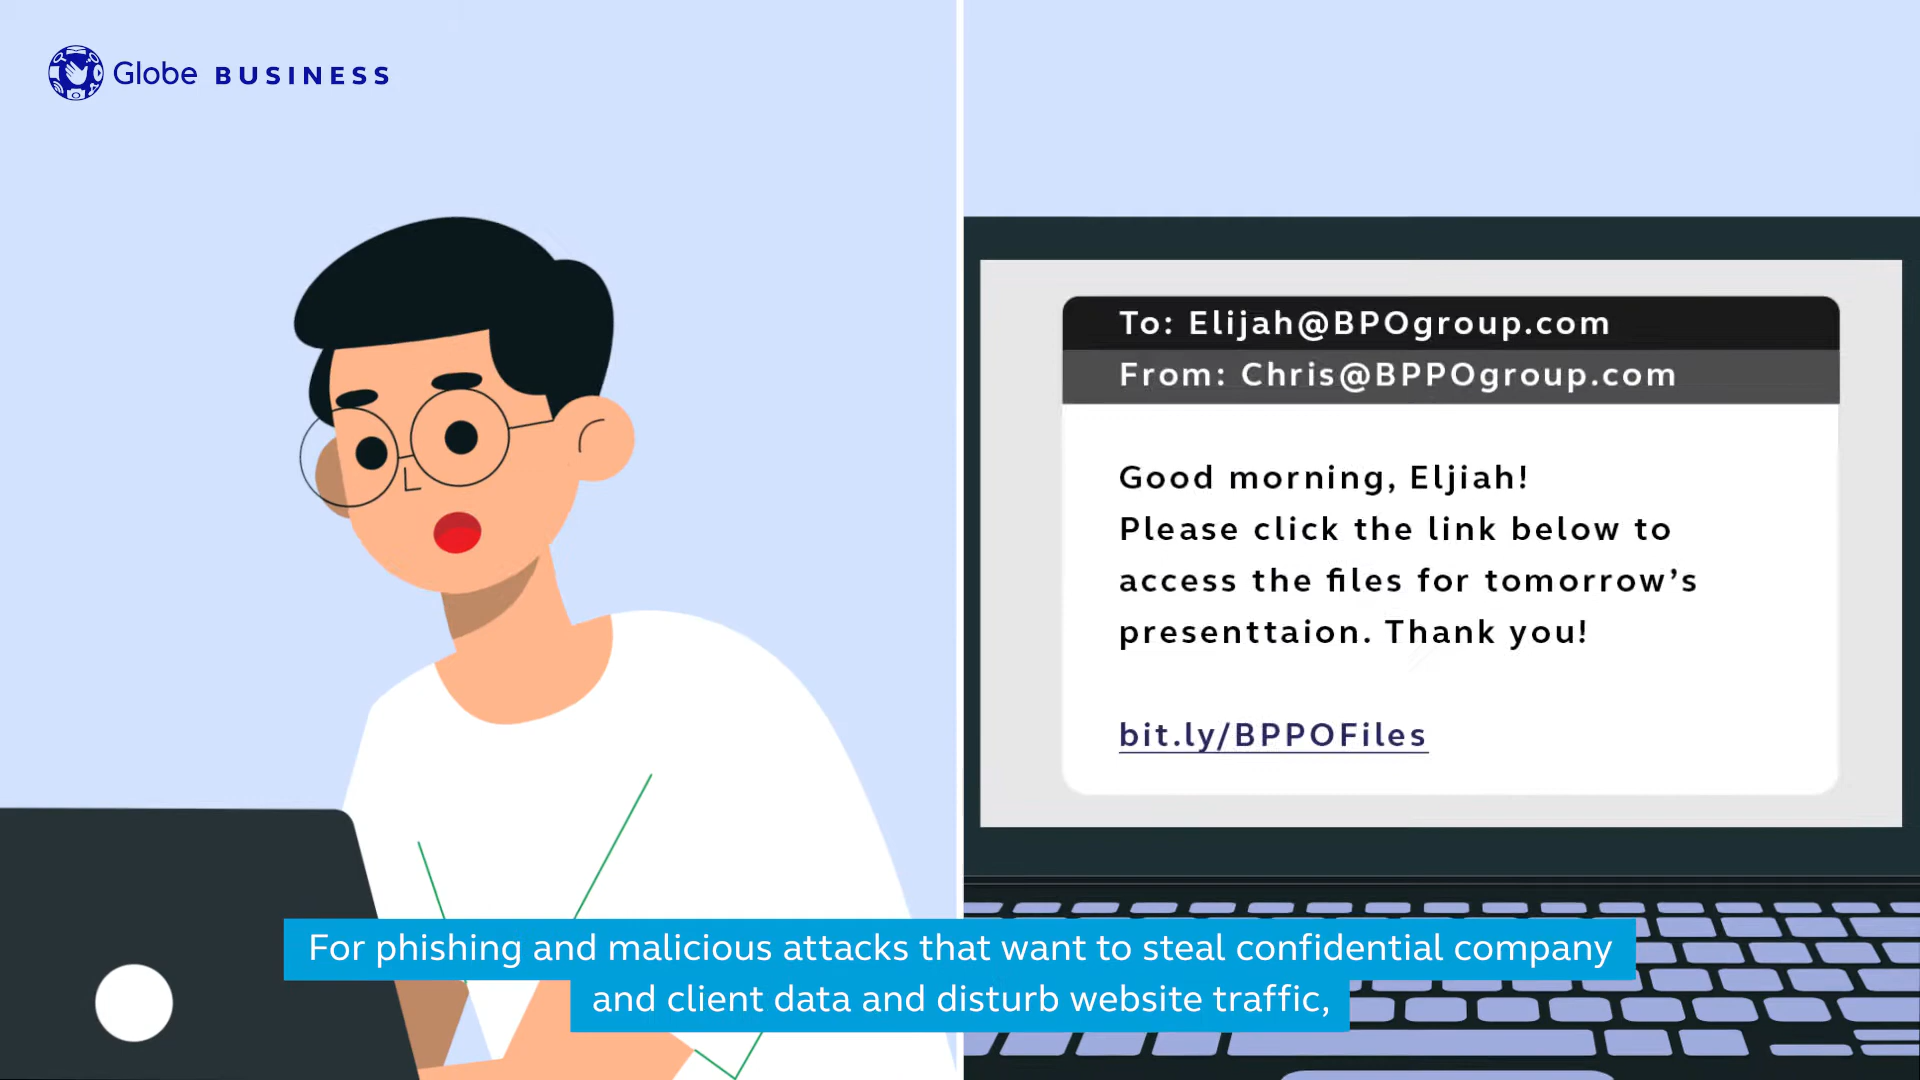 Globe BUSINESS
To: Elijah@BPOgroup.com
From: Chris@BPPOgroup.com
Good morning, Eljiah!
Please click the link below to
access the files for tomorrow’s
presenttaion. Thank you!
bit.ly/BPPOFiles
For phishing and malicious attacks that want to steal confidential company
and client data and disturb website traffic,